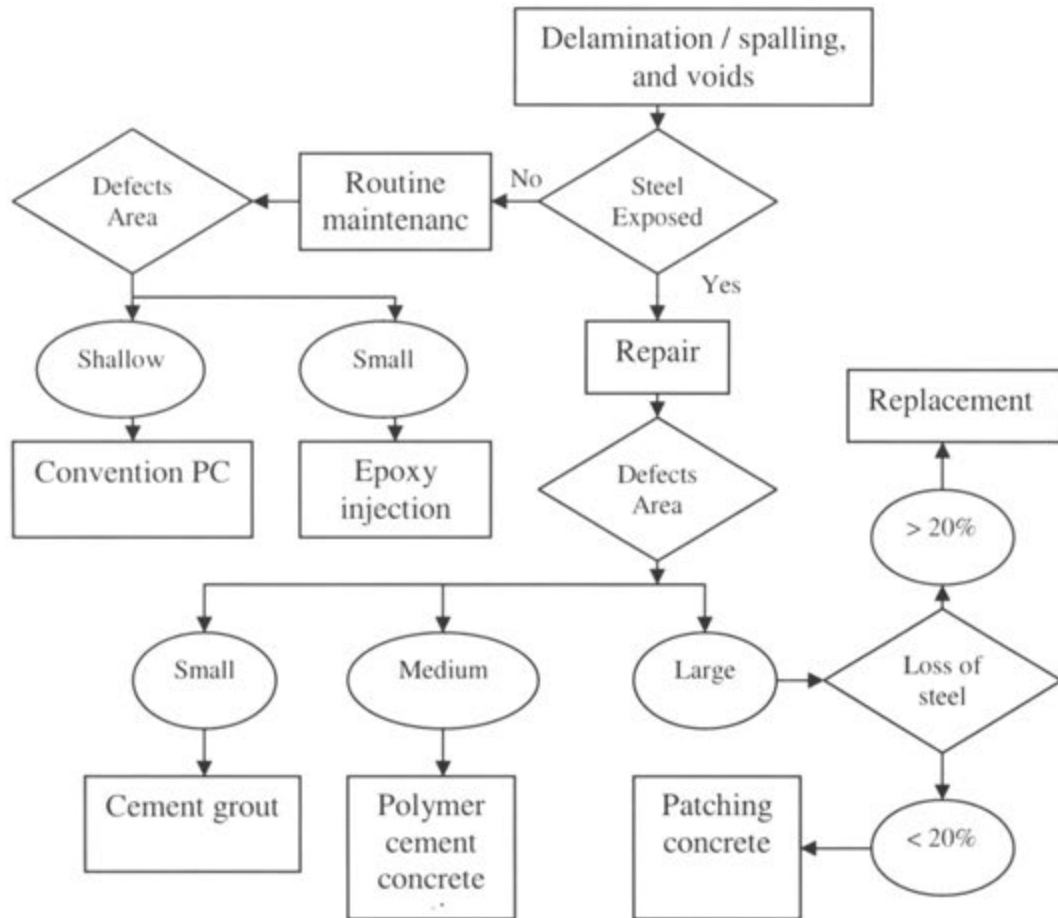 Delamination / spalling,
and voids
Defects
Area
Routine
maintenanc
No
Steel
Exposed
Yes
Shallow
Small
Repair
Replacement
Convention PC
Epoxy
injection
Defects
Area
> 20%
Small
Medium
Large
Loss of
steel
Cement grout
Polymer
cement
concrete
Patching
concrete
< 20%